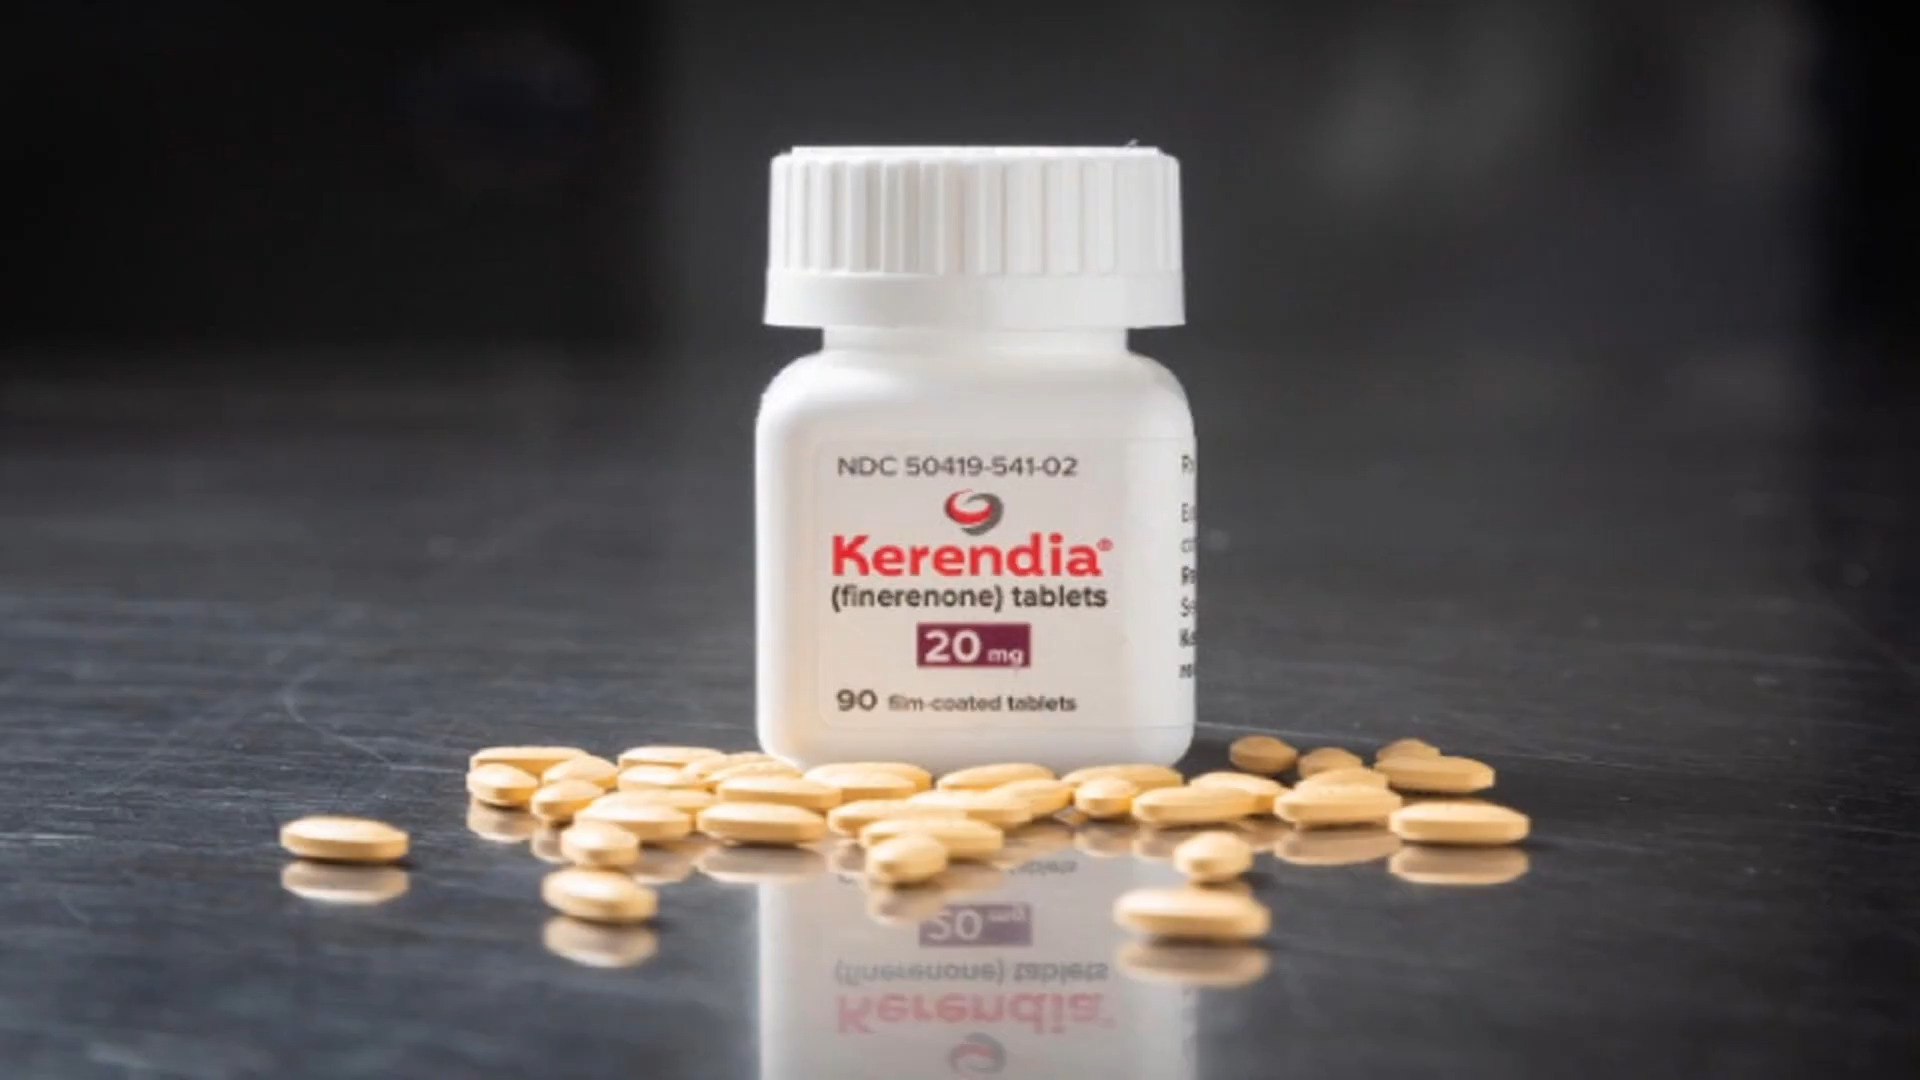 NDC 50419-541-02
Kerendia®
(finerenone) tablets
20 mg
90 film-coated tablets